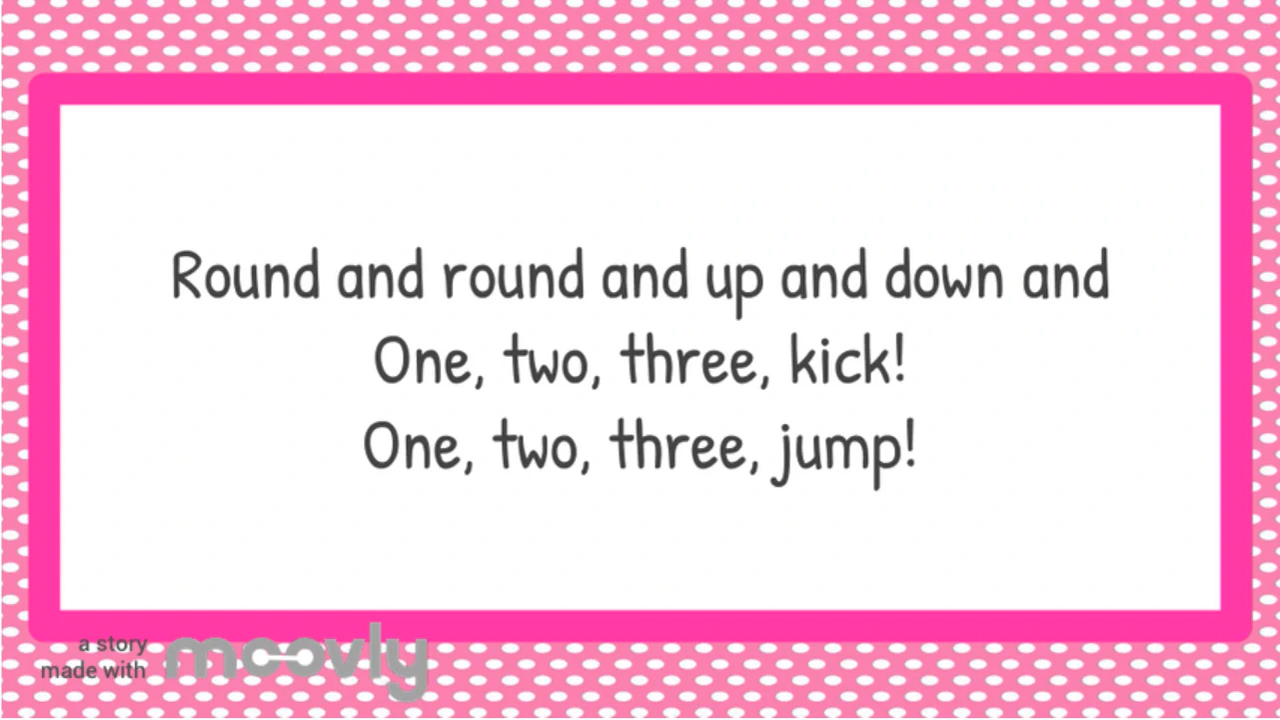 Round and round and up and down and
One, two, three, kick!
One, two, three, jump!
a story
made with moovly